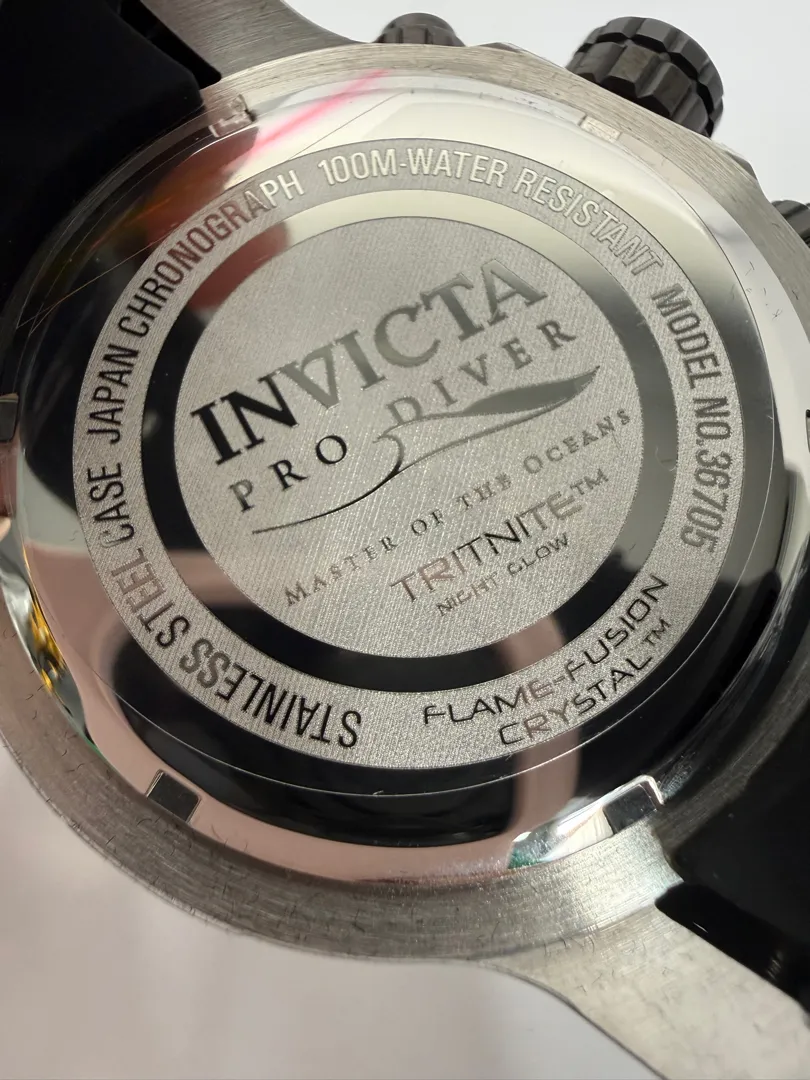 INVICTA
PRO DIVER
MASTER OF THE OCEANS
TRITNITE™
NIGHT GLOW
STAINLESS STEEL CASE JAPAN CHRONOGRAPH 100M-WATER RESISTANT MODEL NO.36705
FLAME-FUSION
CRYSTAL™